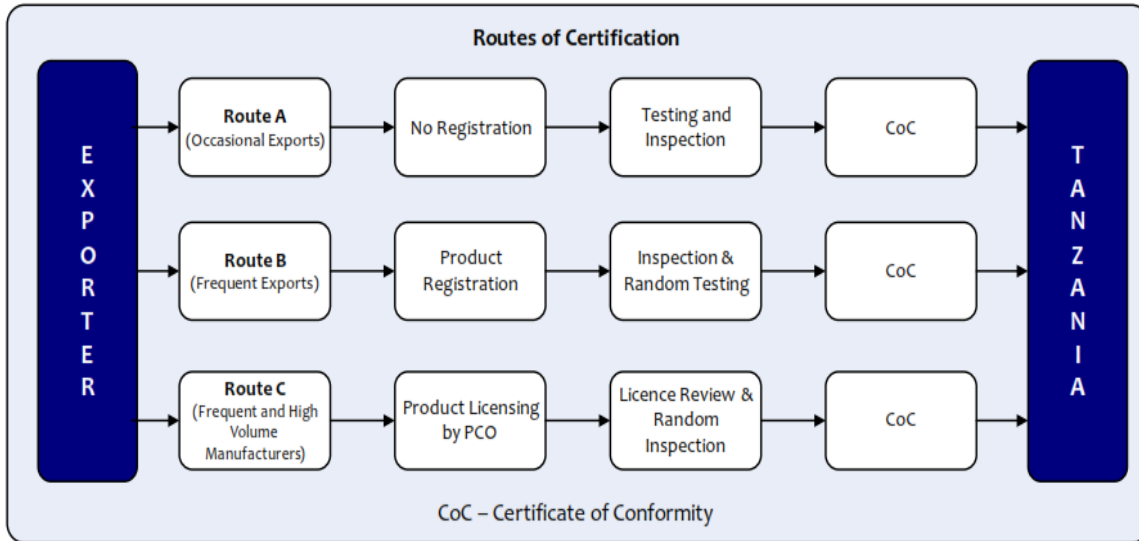 Routes of Certification
EXPORTER
Route A
(Occasional Exports)
No Registration
Testing and
Inspection
CoC
Route B
(Frequent Exports)
Product
Registration
Inspection &
Random Testing
CoC
Route C
(Frequent and High
Volume
Manufacturers)
Product Licensing
by PCO
Licence Review &
Random
Inspection
CoC
TANZANIA
CoC – Certificate of Conformity